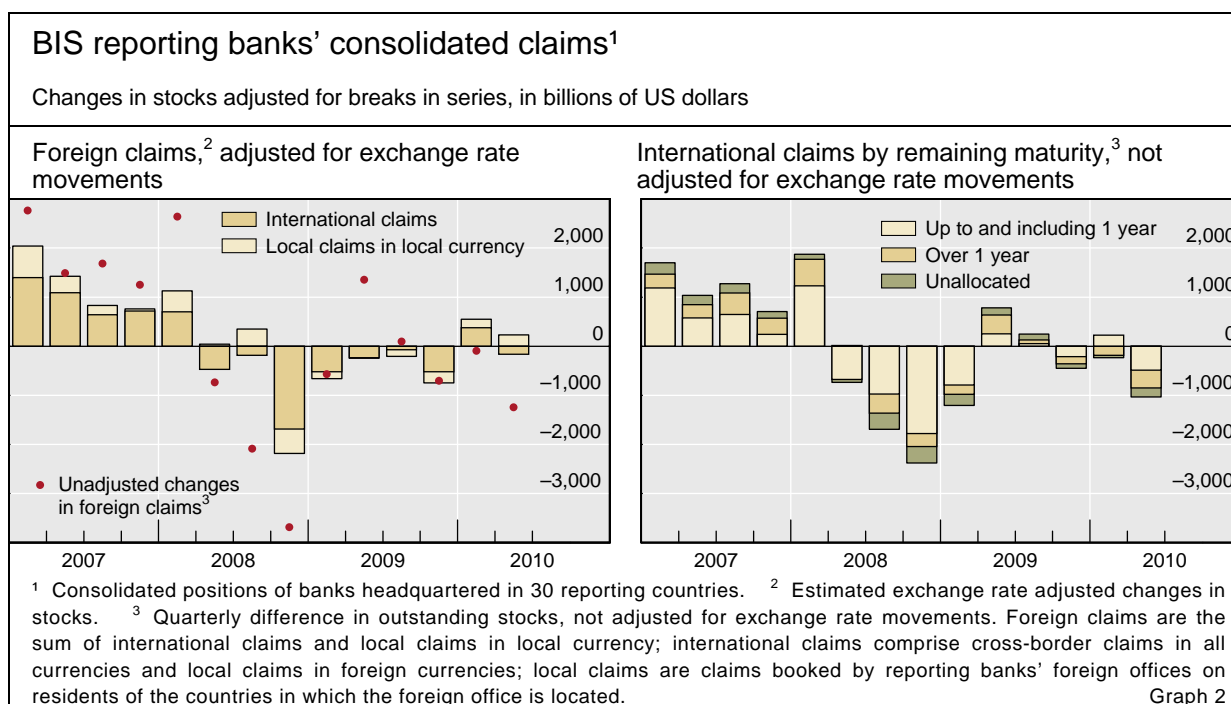 BIS reporting banks’ consolidated claims¹
Changes in stocks adjusted for breaks in series, in billions of US dollars
Foreign claims,² adjusted for exchange rate
movements
International claims
Local claims in local currency
2,000
1,000
0
–1,000
–2,000
–3,000
Unadjusted changes
in foreign claims³
2007
2008
2009
2010
International claims by remaining maturity,³ not
adjusted for exchange rate movements
Up to and including 1 year
Over 1 year
Unallocated
2,000
1,000
0
–1,000
–2,000
–3,000
2007
2008
2009
2010
¹ Consolidated positions of banks headquartered in 30 reporting countries. ² Estimated exchange rate adjusted changes in
stocks. ³ Quarterly difference in outstanding stocks, not adjusted for exchange rate movements. Foreign claims are the
sum of international claims and local claims in local currency; international claims comprise cross-border claims in all
currencies and local claims in foreign currencies; local claims are claims booked by reporting banks’ foreign offices on
residents of the countries in which the foreign office is located.
Graph 2